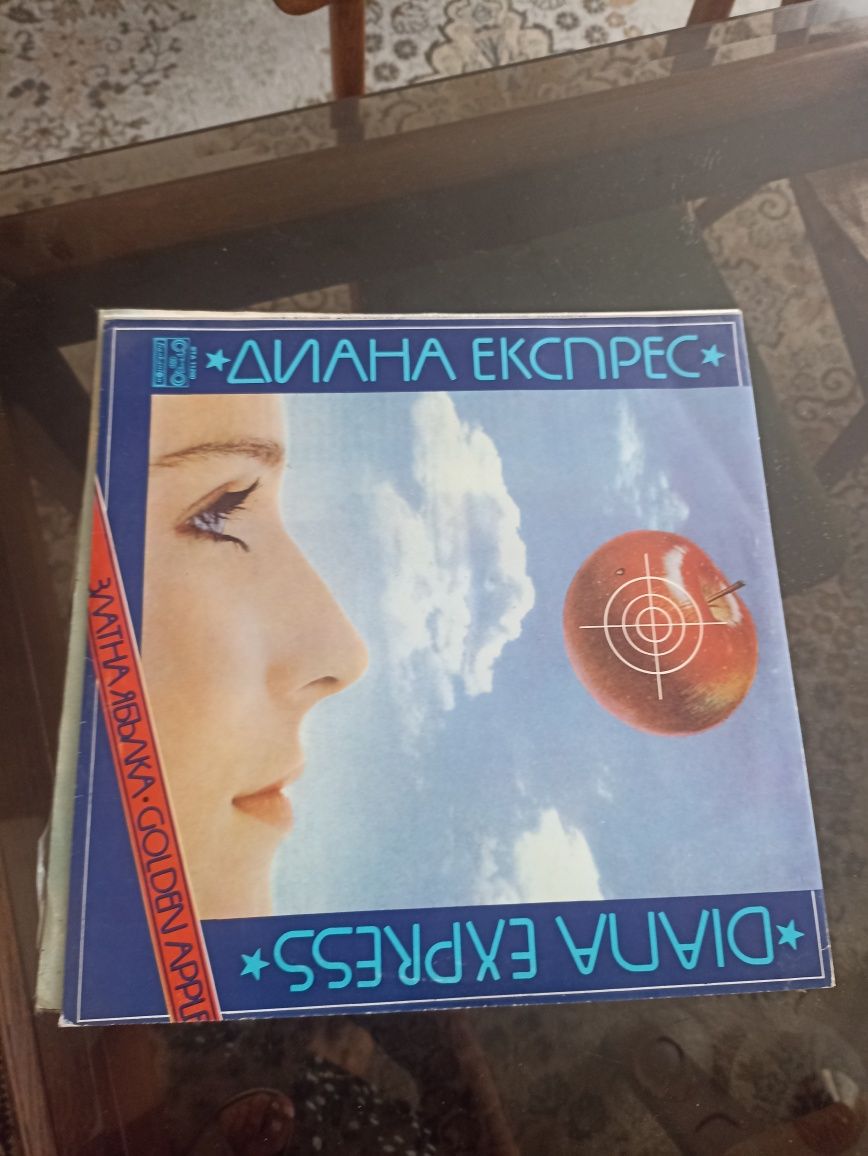 ДИАНА ЕКСПРЕС
ЗЛАТНА ЯБЪЛКА · GOLDEN APPLE
DIANA EXPRESS